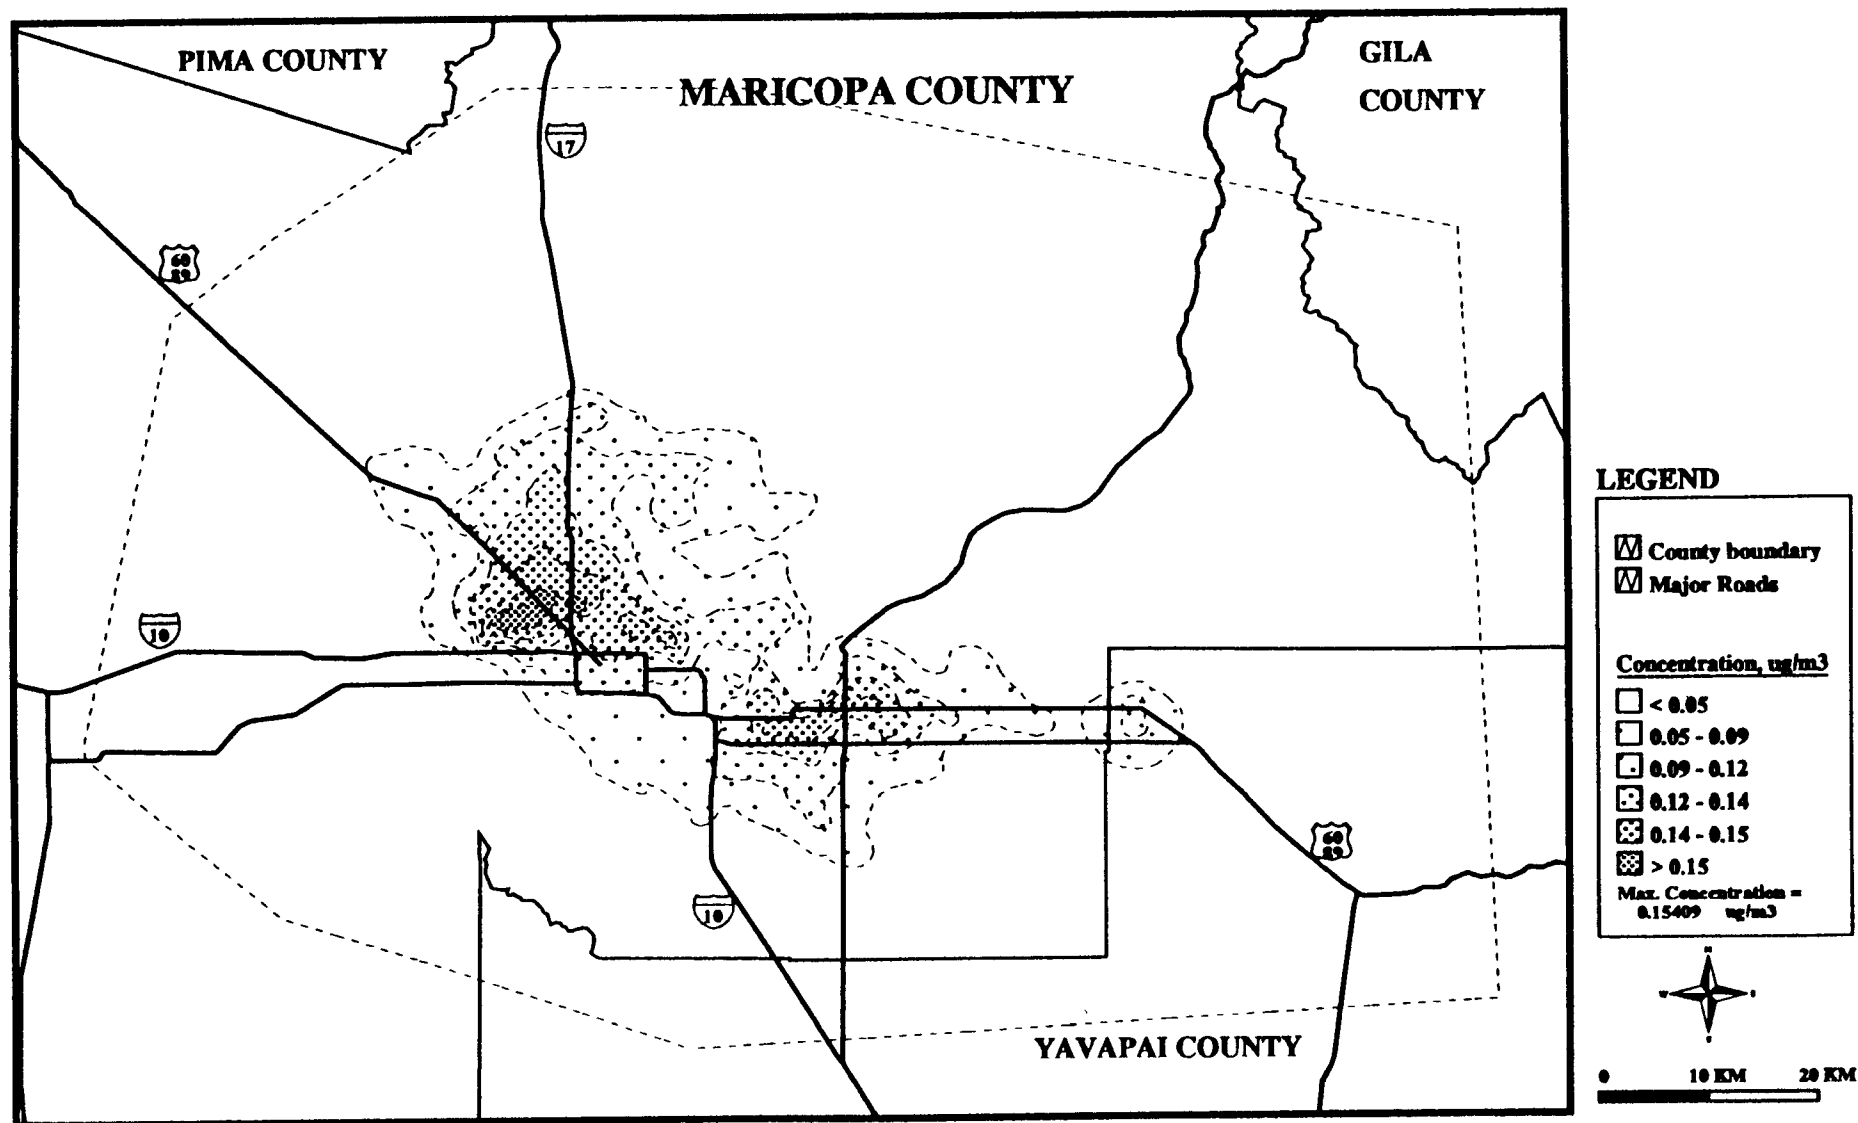 PIMA COUNTY
MARICOPA COUNTY
GILA
COUNTY
17
60
89
10
60
89
10
YAVAPAI COUNTY
LEGEND
County boundary
Major Roads
Concentration, ug/m3
< 0.05
0.05 - 0.09
0.09 - 0.12
0.12 - 0.14
0.14 - 0.15
> 0.15
Max. Concentration =
0.15409 ug/m3
0 10 KM 20 KM